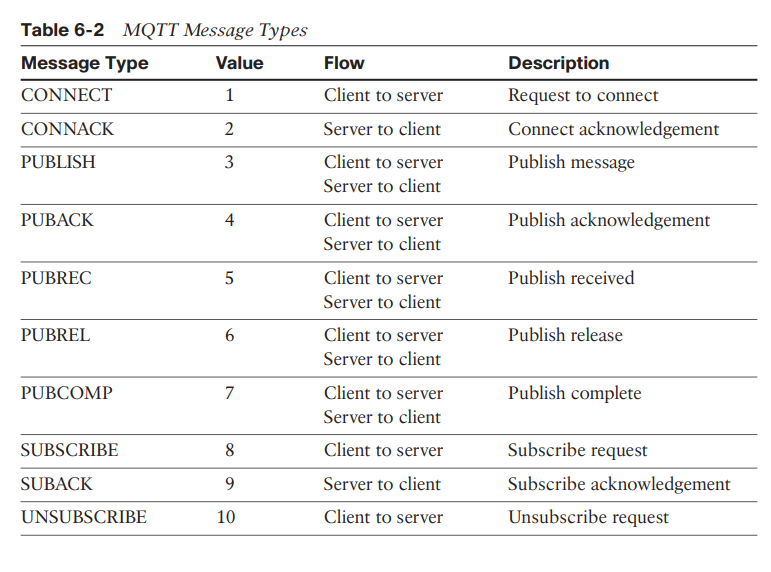 Table 6-2 MQTT Message Types
Message Type Value Flow Description
CONNECT 1 Client to server Request to connect
CONNACK 2 Server to client Connect acknowledgement
PUBLISH 3 Client to server Publish message
Server to client
PUBACK 4 Client to server Publish acknowledgement
Server to client
PUBREC 5 Client to server Publish received
Server to client
PUBREL 6 Client to server Publish release
Server to client
PUBCOMP 7 Client to server Publish complete
Server to client
SUBSCRIBE 8 Client to server Subscribe request
SUBACK 9 Server to client Subscribe acknowledgement
UNSUBSCRIBE 10 Client to server Unsubscribe request